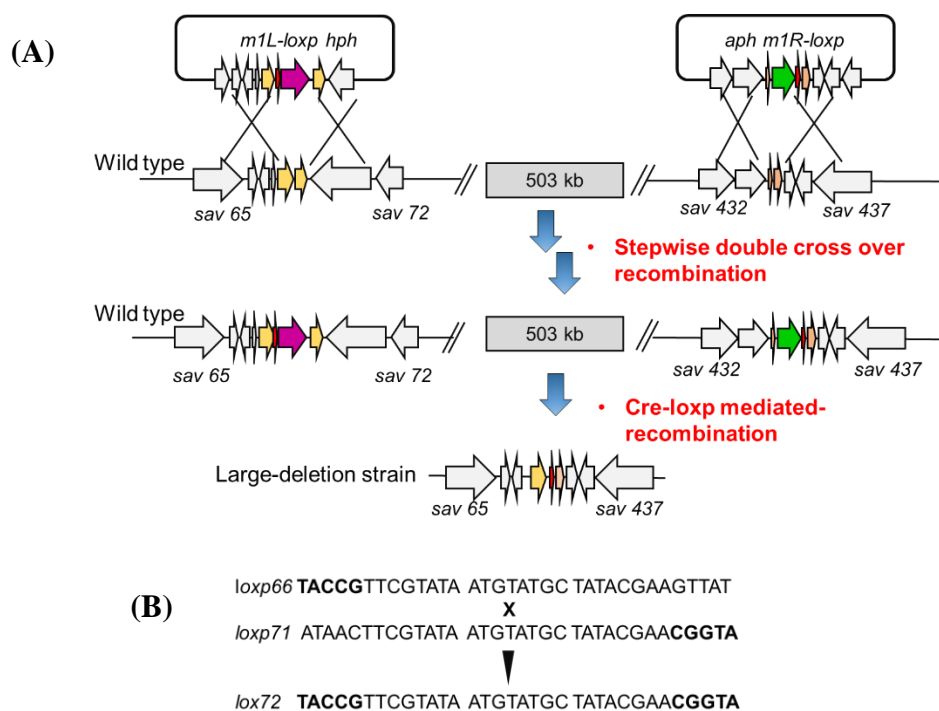 (A)
m1L-loxp hph
aph m1R-loxp
Wild type
503 kb
sav 65
sav 72
sav 432
sav 437
• Stepwise double cross over
recombination
Wild type
503 kb
sav 65
sav 72
sav 432
sav 437
• Cre-loxp mediated-
recombination
Large-deletion strain
sav 65
sav 437
(B)
loxp66 TACCGTTCGTATA ATGTATGC TATACGAAGTTAT
X
loxp71 ATAACTTCGTATA ATGTATGC TATACGAACGGTA
lox72 TACCGTTCGTATA ATGTATGC TATACGAACGGTA